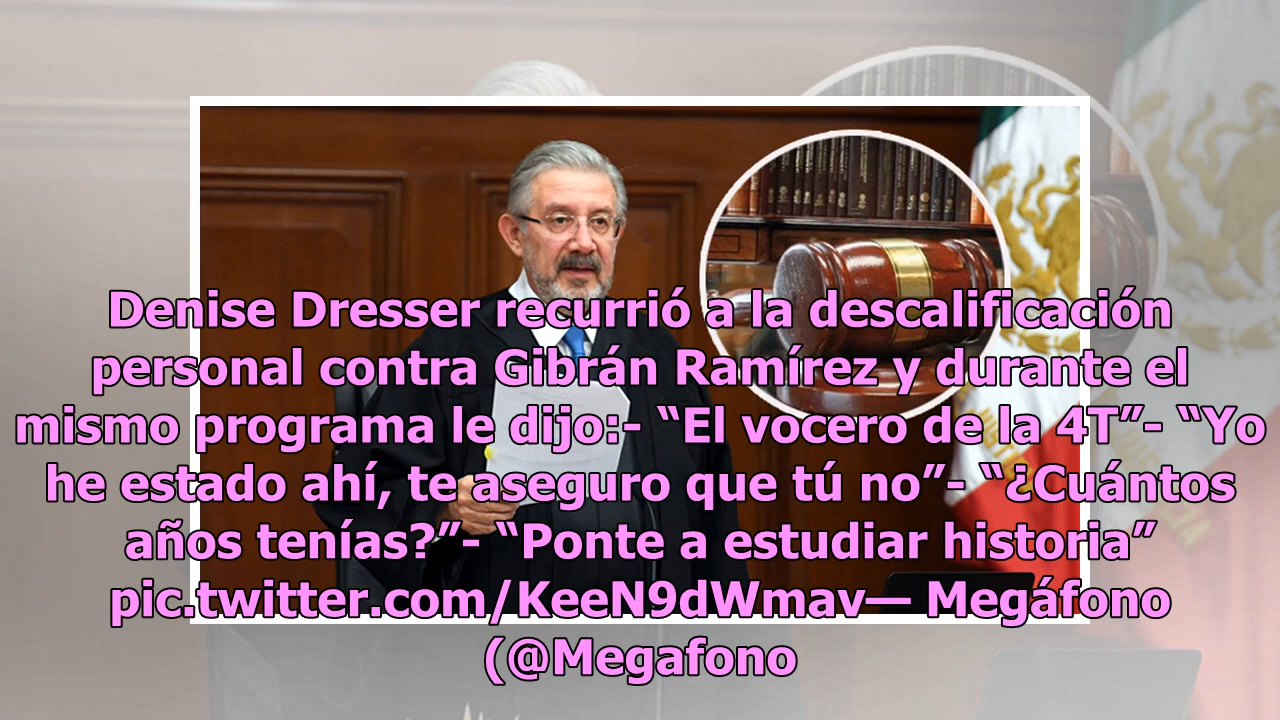 Denise Dresser recurrió a la descalificación
personal contra Gibrán Ramírez y durante el
mismo programa le dijo:- “El vocero de la 4T”- “Yo
he estado ahí, te aseguro que tú no”- “¿Cuántos
años tenías?”- “Ponte a estudiar historia”
pic.twitter.com/KeeN9dWmav— Megáfono
(@Megafono